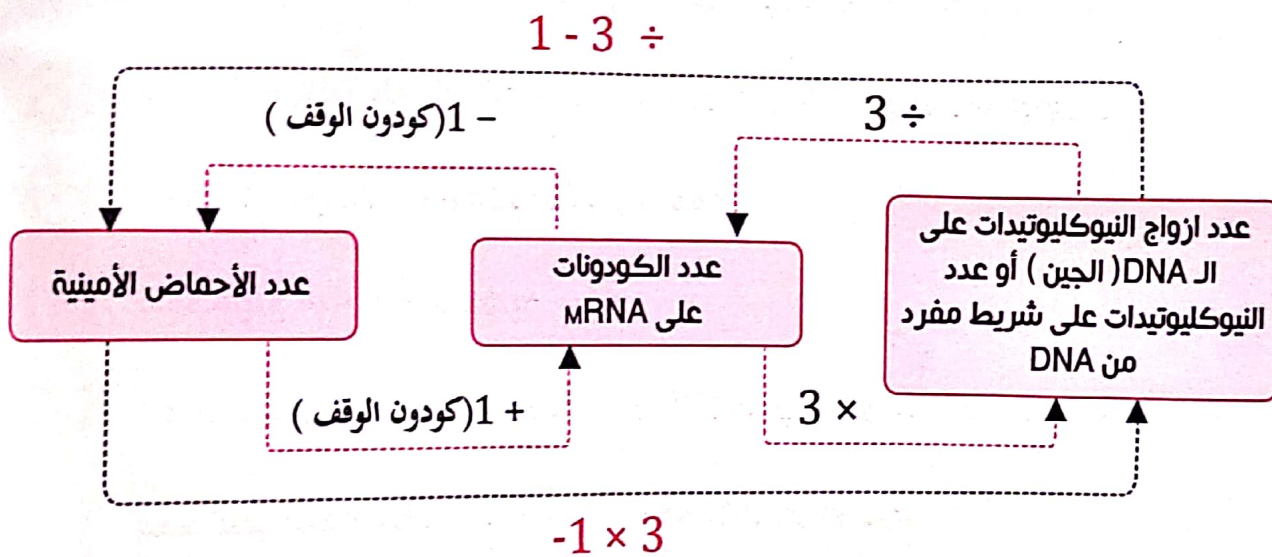 1 - 3 ÷
– 1(كودون الوقف )
3 ÷
عدد ازواج النيوكليوتيدات على
الـ DNA( الجين ) أو عدد
النيوكليوتيدات على شريط مفرد
من DNA
عدد الكودونات
على мRNA
عدد الأحماض الأمينية
+ 1(كودون الوقف )
3 ×
-1 × 3